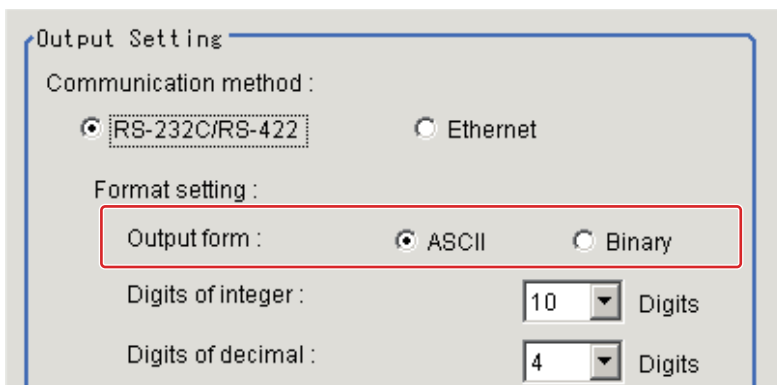 Output Setting
Communication method :
RS-232C/RS-422 Ethernet
Format setting :
Output form : ASCII Binary
Digits of integer : 10 Digits
Digits of decimal : 4 Digits